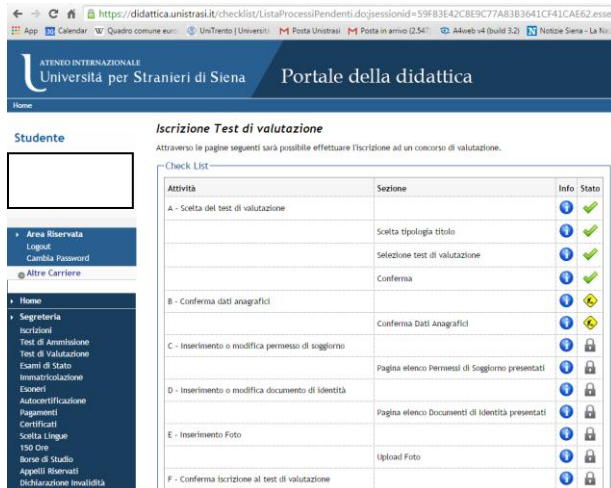 https://didattica.unistrasi.it/checklist/ListaProcessiPendenti.do;jsessionid=59F83E42C8E9C77A83B3641CF41CAE62.esse
App Calendar Quadro comune euro UniTrento | Universit Posta Unistrasi Posta in arrivo (2.547) A4web v4 (build 3.2) Notizie Siena - La Na
ATENEO INTERNAZIONALE
Università per Stranieri di Siena
Portale della didattica
Home
Studente
Area Riservata
Logout
Cambia Password
Altre Carriere
Home
Segreteria
Iscrizioni
Test di Ammissione
Test di Valutazione
Esami di Stato
Immatricolazione
Esoneri
Autocertificazione
Pagamenti
Certificati
Scelta Lingue
150 Ore
Borse di Studio
Appelli Riservati
Dichiarazione Invalidità
Iscrizione Test di valutazione
Attraverso le pagine seguenti sarà possibile effettuare l'iscrizione ad un concorso di valutazione.
Check List
Attività Sezione Info Stato
A - Scelta del test di valutazione
Scelta tipologia titolo
Selezione test di valutazione
Conferma
B - Conferma dati anagrafici
Conferma Dati Anagrafici
C - Inserimento o modifica permesso di soggiorno
Pagina elenco Permessi di Soggiorno presentati
D - Inserimento o modifica documento di identità
Pagina elenco Documenti di Identità presentati
E - Inserimento Foto
Upload Foto
F - Conferma iscrizione al test di valutazione